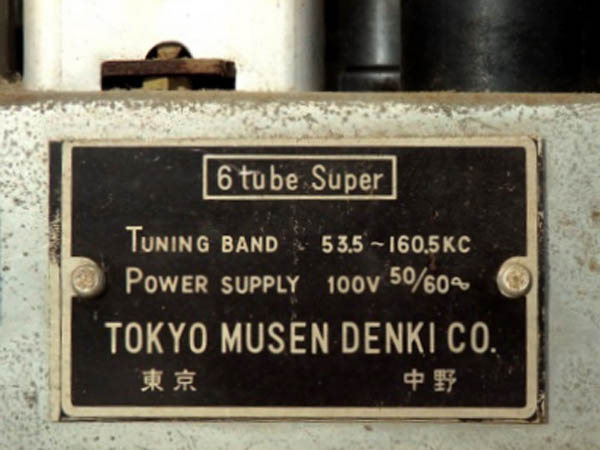 6 tube Super
TUNING BAND 53.5~160.5KC
POWER SUPPLY 100V 50/60~
TOKYO MUSEN DENKI CO.
東京 中野